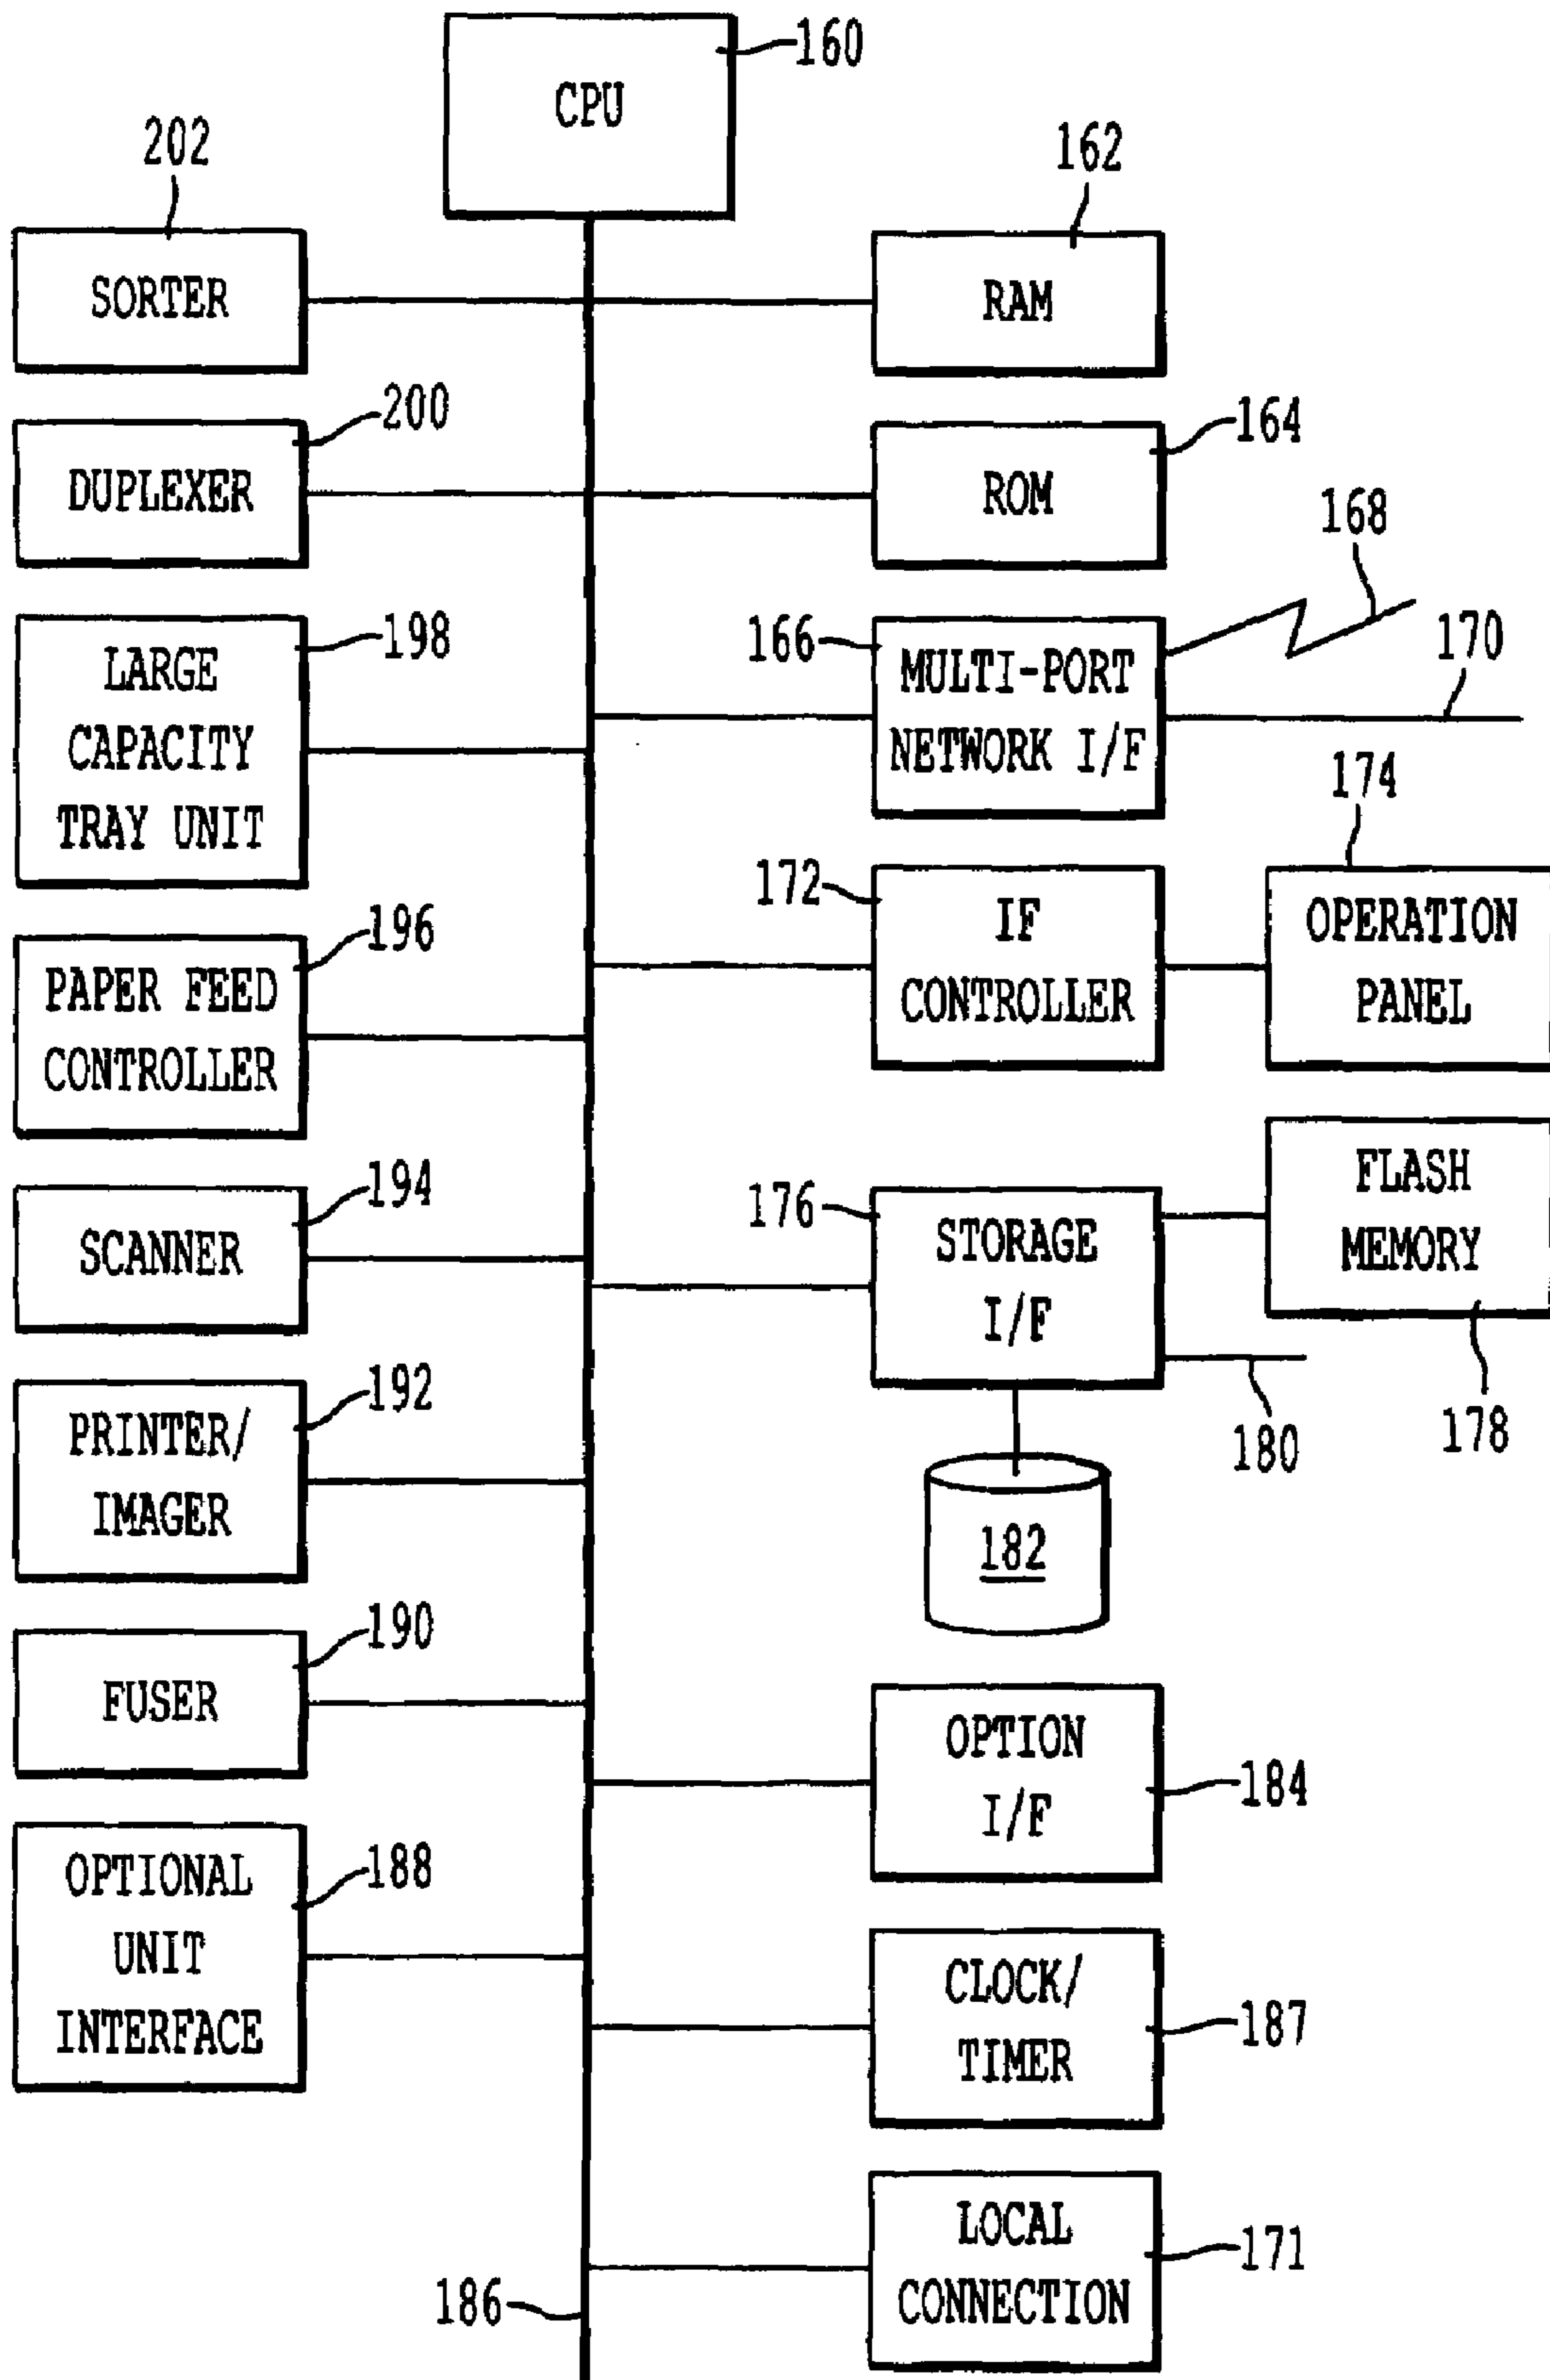 CPU
160
202
SORTER
162
RAM
200
DUPLEXER
164
ROM
198
LARGE
CAPACITY
TRAY UNIT
166
MULTI-PORT
NETWORK I/F
168
170
196
PAPER FEED
CONTROLLER
172
IF
CONTROLLER
174
OPERATION
PANEL
194
SCANNER
176
STORAGE
I/F
FLASH
MEMORY
178
180
182
192
PRINTER/
IMAGER
190
FUSER
OPTION
I/F
184
188
OPTIONAL
UNIT
INTERFACE
CLOCK/
TIMER
187
LOCAL
CONNECTION
171
186